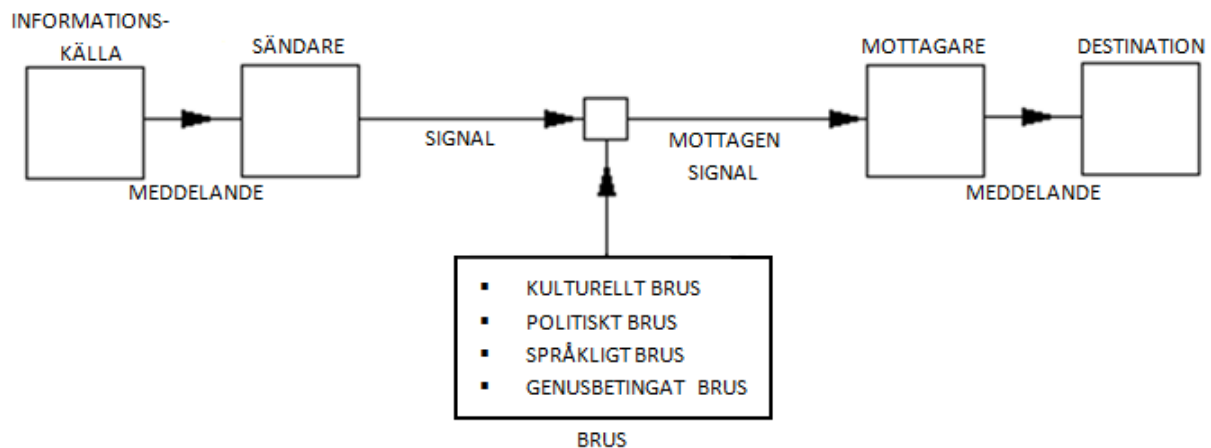 INFORMATIONS-
KÄLLA
SÄNDARE
MOTTAGARE
DESTINATION
SIGNAL
MOTTAGEN
SIGNAL
MEDDELANDE
MEDDELANDE
▪ KULTURELLT BRUS
▪ POLITISKT BRUS
▪ SPRÅKLIGT BRUS
▪ GENUSBETINGAT BRUS
BRUS